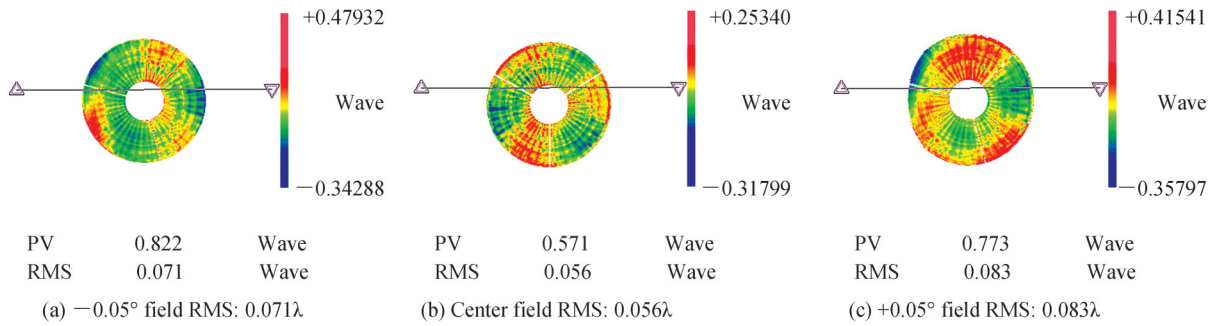 +0.47932
Wave
−0.34288
PV 0.822 Wave
RMS 0.071 Wave
(a) −0.05° field RMS: 0.071λ
+0.25340
Wave
−0.31799
PV 0.571 Wave
RMS 0.056 Wave
(b) Center field RMS: 0.056λ
+0.41541
Wave
−0.35797
PV 0.773 Wave
RMS 0.083 Wave
(c) +0.05° field RMS: 0.083λ